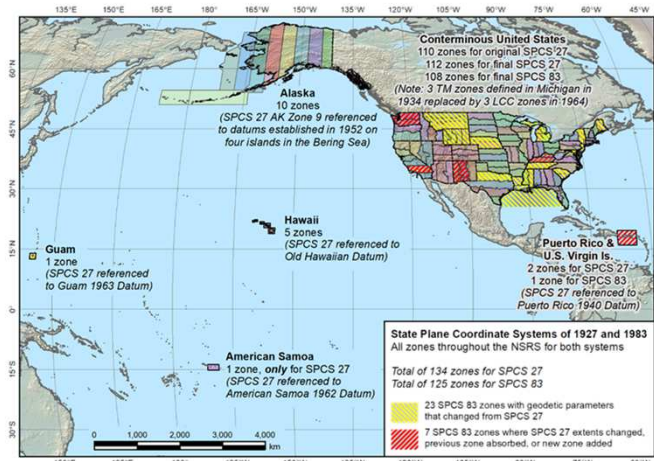 135°E 150°E 165°E 180° 165°W 150°W 135°W 120°W 105°W 90°W 75°W 60°W 45°W
60°N
45°N
30°N
15°N
0°
15°S
30°S
Conterminous United States
110 zones for original SPCS 27
112 zones for final SPCS 27
108 zones for final SPCS 83
(Note: 3 TM zones defined in Michigan in
1934 replaced by 3 LCC zones in 1964)
Alaska
10 zones
(SPCS 27 AK Zone 9 referenced
to datums established in 1952 on
four islands in the Bering Sea)
Hawaii
5 zones
(SPCS 27 referenced to
Old Hawaiian Datum)
Guam
1 zone
(SPCS 27 referenced
to Guam 1963 Datum)
Puerto Rico &
U.S. Virgin Is.
2 zones for SPCS 27
1 zone for SPCS 83
(SPCS 27 referenced to
Puerto Rico 1940 Datum)
American Samoa
1 zone, only for SPCS 27
(SPCS 27 referenced to
American Samoa 1962 Datum)
State Plane Coordinate Systems of 1927 and 1983
All zones throughout the NSRS for both systems
Total of 134 zones for SPCS 27
Total of 125 zones for SPCS 83
23 SPCS 83 zones with geodetic parameters
that changed from SPCS 27
7 SPCS 83 zones where SPCS 27 extents changed,
previous zone absorbed, or new zone added
0 1,000 2,000 3,000 4,000
km